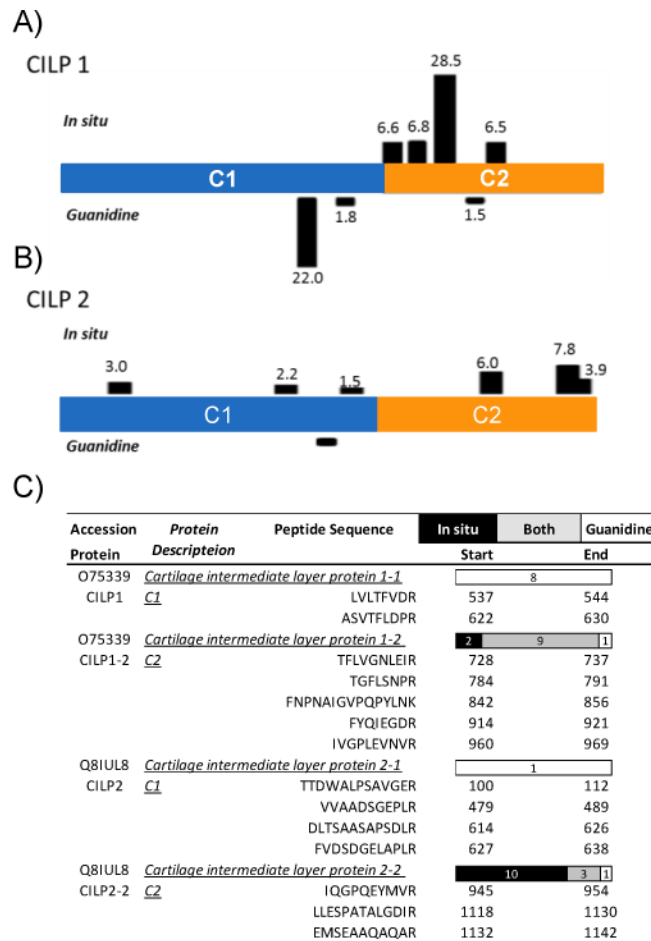 A)
CILP 1
28.5
In situ
6.6 6.8 6.5
C1 C2
Guanidine
1.8 1.5
22.0
B)
CILP 2
In situ
3.0 2.2 1.5 6.0 7.8 3.9
C1 C2
Guanidine
C)
Accession Protein Peptide Sequence In situ Both Guanidine
Protein Descripteion Start End
O75339 Cartilage intermediate layer protein 1-1 8
CILP1 C1 LVLTFVDR 537 544
ASVTFLDPR 622 630
O75339 Cartilage intermediate layer protein 1-2 2 9 1
CILP1-2 C2 TFLVGNLEIR 728 737
TGFLSNPR 784 791
FNPNAIGVPQPYLNK 842 856
FYQIEGDR 914 921
IVGPLEVNVR 960 969
Q8IUL8 Cartilage intermediate layer protein 2-1 1
CILP2 C1 TTDWALPSAVGER 100 112
VVAADSGEPLR 479 489
DLTSAASAPSDLR 614 626
FVDSDGELAPLR 627 638
Q8IUL8 Cartilage intermediate layer protein 2-2 10 3 1
CILP2-2 C2 IQGPQEYMVR 945 954
LLESPATALGDIR 1118 1130
EMSEAAQAQAR 1132 1142